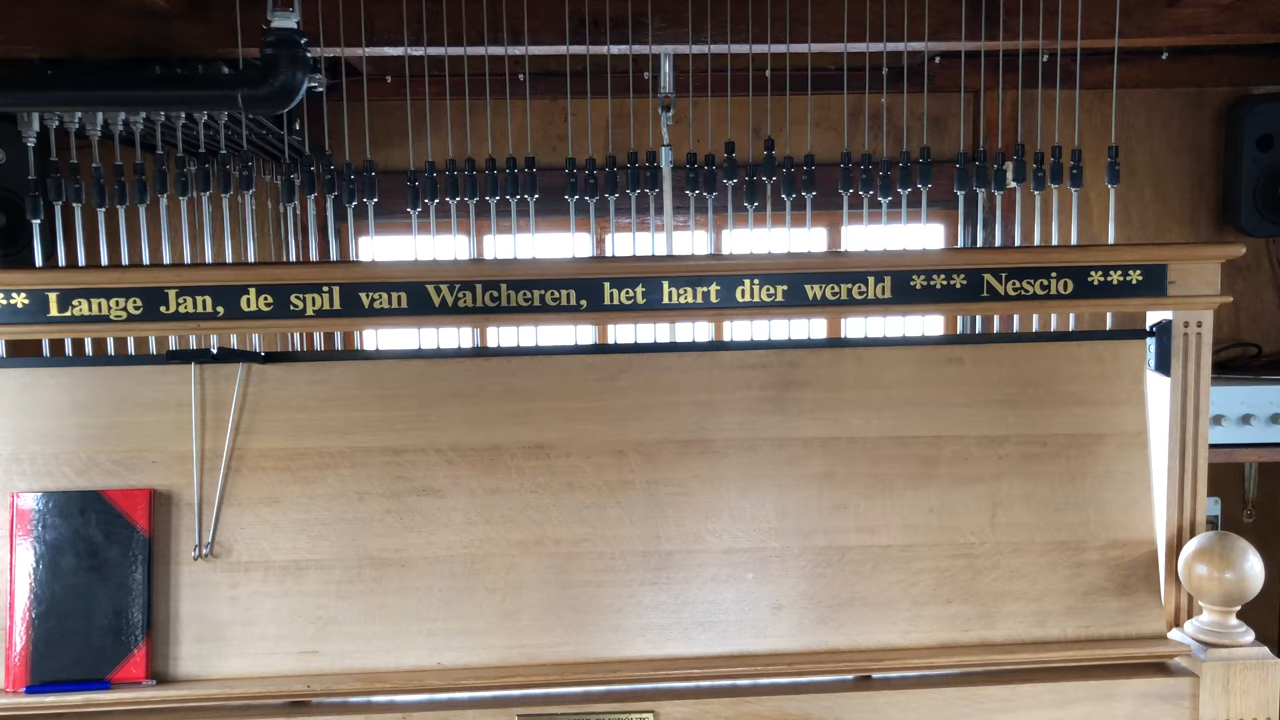 ** Lange Jan, de spil van Walcheren, het hart dier wereld *** Nescio ***